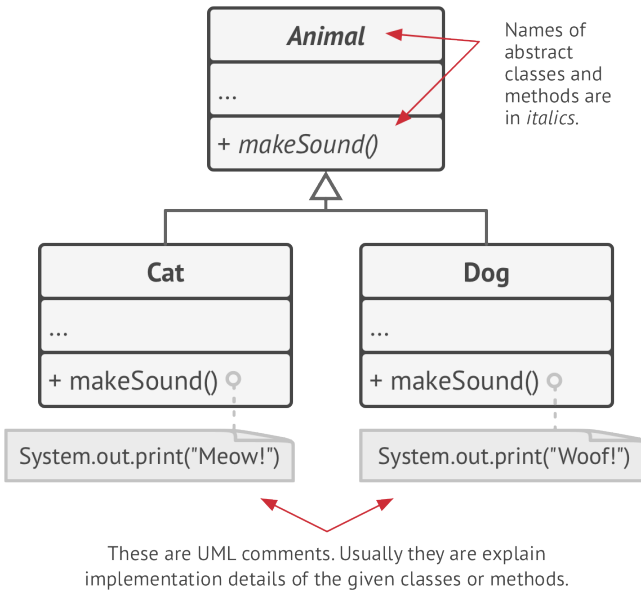 Animal
...
+ makeSound()
Names of
abstract
classes and
methods are
in italics.
Cat
...
+ makeSound()
System.out.print("Meow!")
Dog
...
+ makeSound()
System.out.print("Woof!")
These are UML comments. Usually they are explain
implementation details of the given classes or methods.